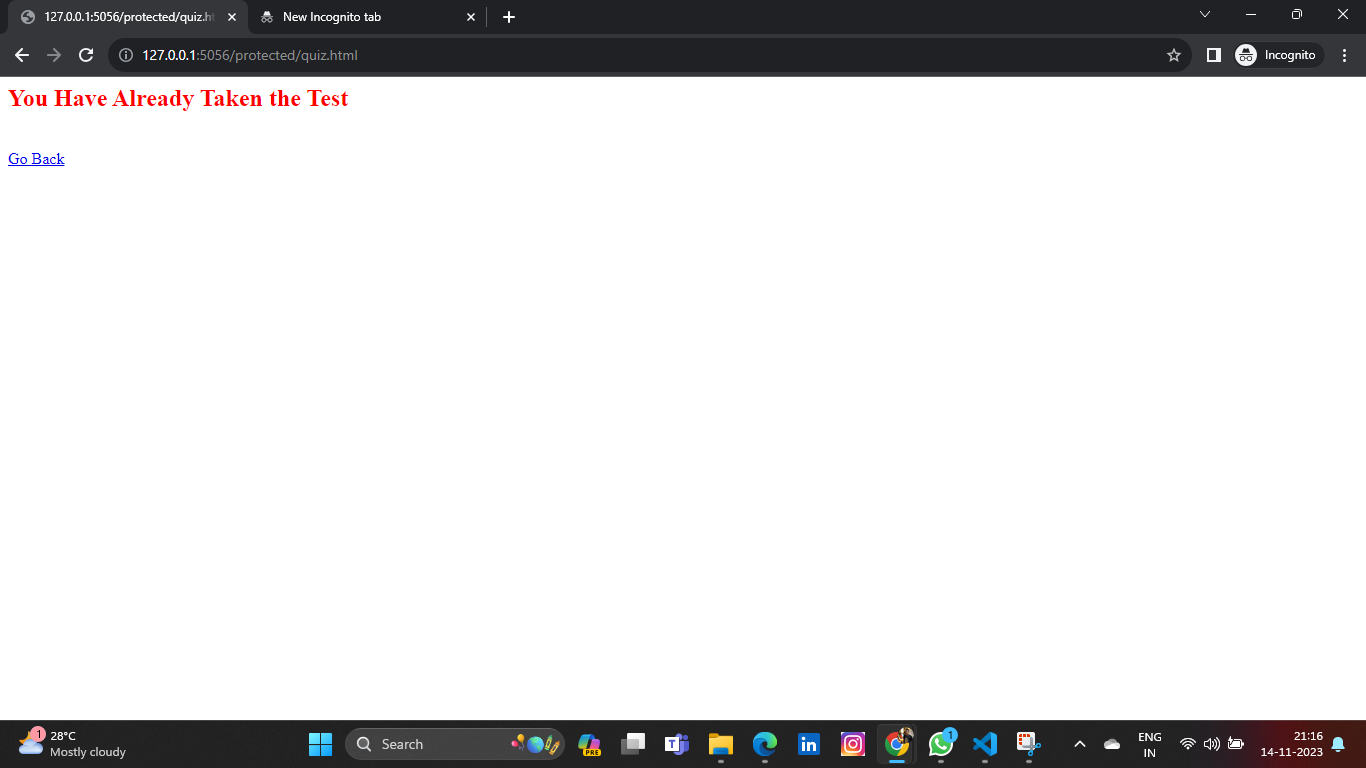 127.0.0.1:5056/protected/quiz.h
New Incognito tab
127.0.0.1:5056/protected/quiz.html
Incognito
You Have Already Taken the Test
Go Back
1
28°C
Mostly cloudy
Search
PRE
T
in
1
ENG
IN
21:16
14-11-2023